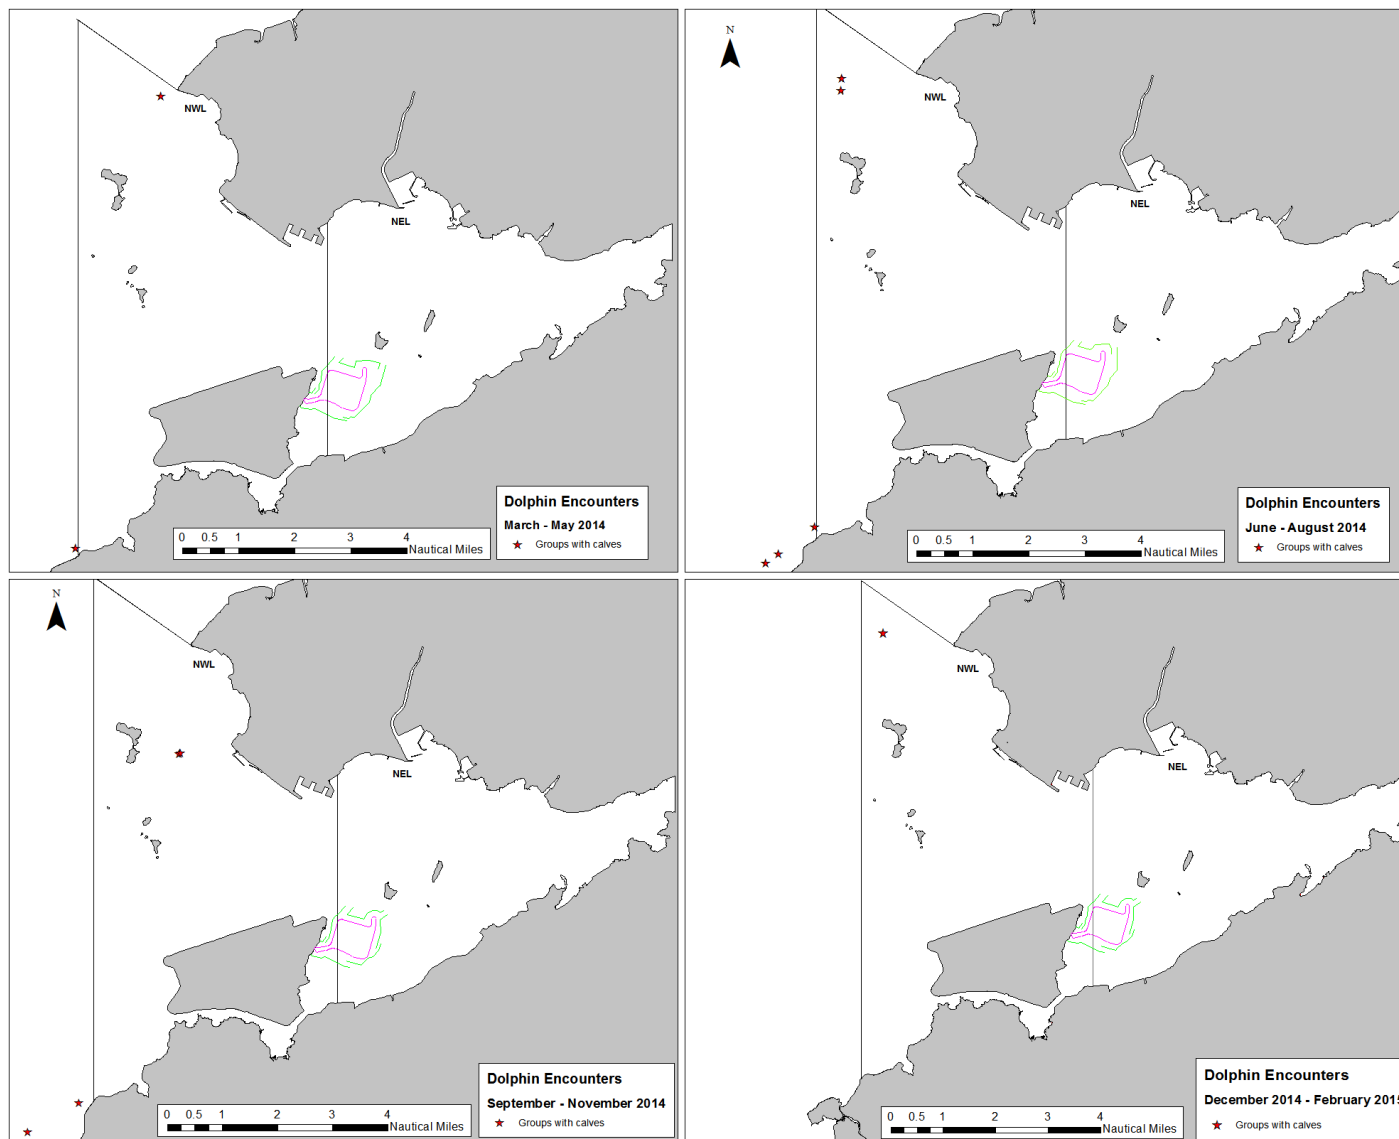 NWL
NEL
Dolphin Encounters
March - May 2014
Groups with calves
0 0.5 1 2 3 4
Nautical Miles
N
NWL
NEL
Dolphin Encounters
June - August 2014
Groups with calves
0 0.5 1 2 3 4
Nautical Miles
N
NWL
NEL
Dolphin Encounters
September - November 2014
Groups with calves
0 0.5 1 2 3 4
Nautical Miles
NWL
NEL
Dolphin Encounters
December 2014 - February 2015
Groups with calves
0 0.5 1 2 3 4
Nautical Miles